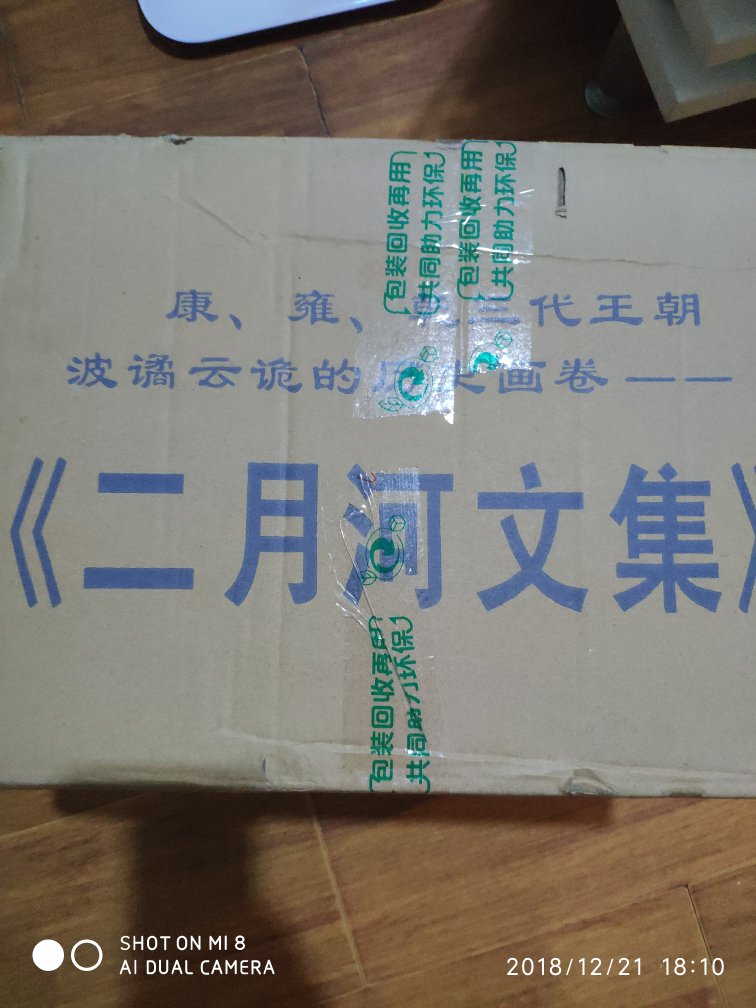 康、雍、 三代王朝
波谲云诡的历史画卷——
《二月河文集》
包装回收再用
共同助力环保
包装回收再用
共同助力环保
包装回收再用
共同助力环保
SHOT ON MI 8
AI DUAL CAMERA
2018/12/21 18:10